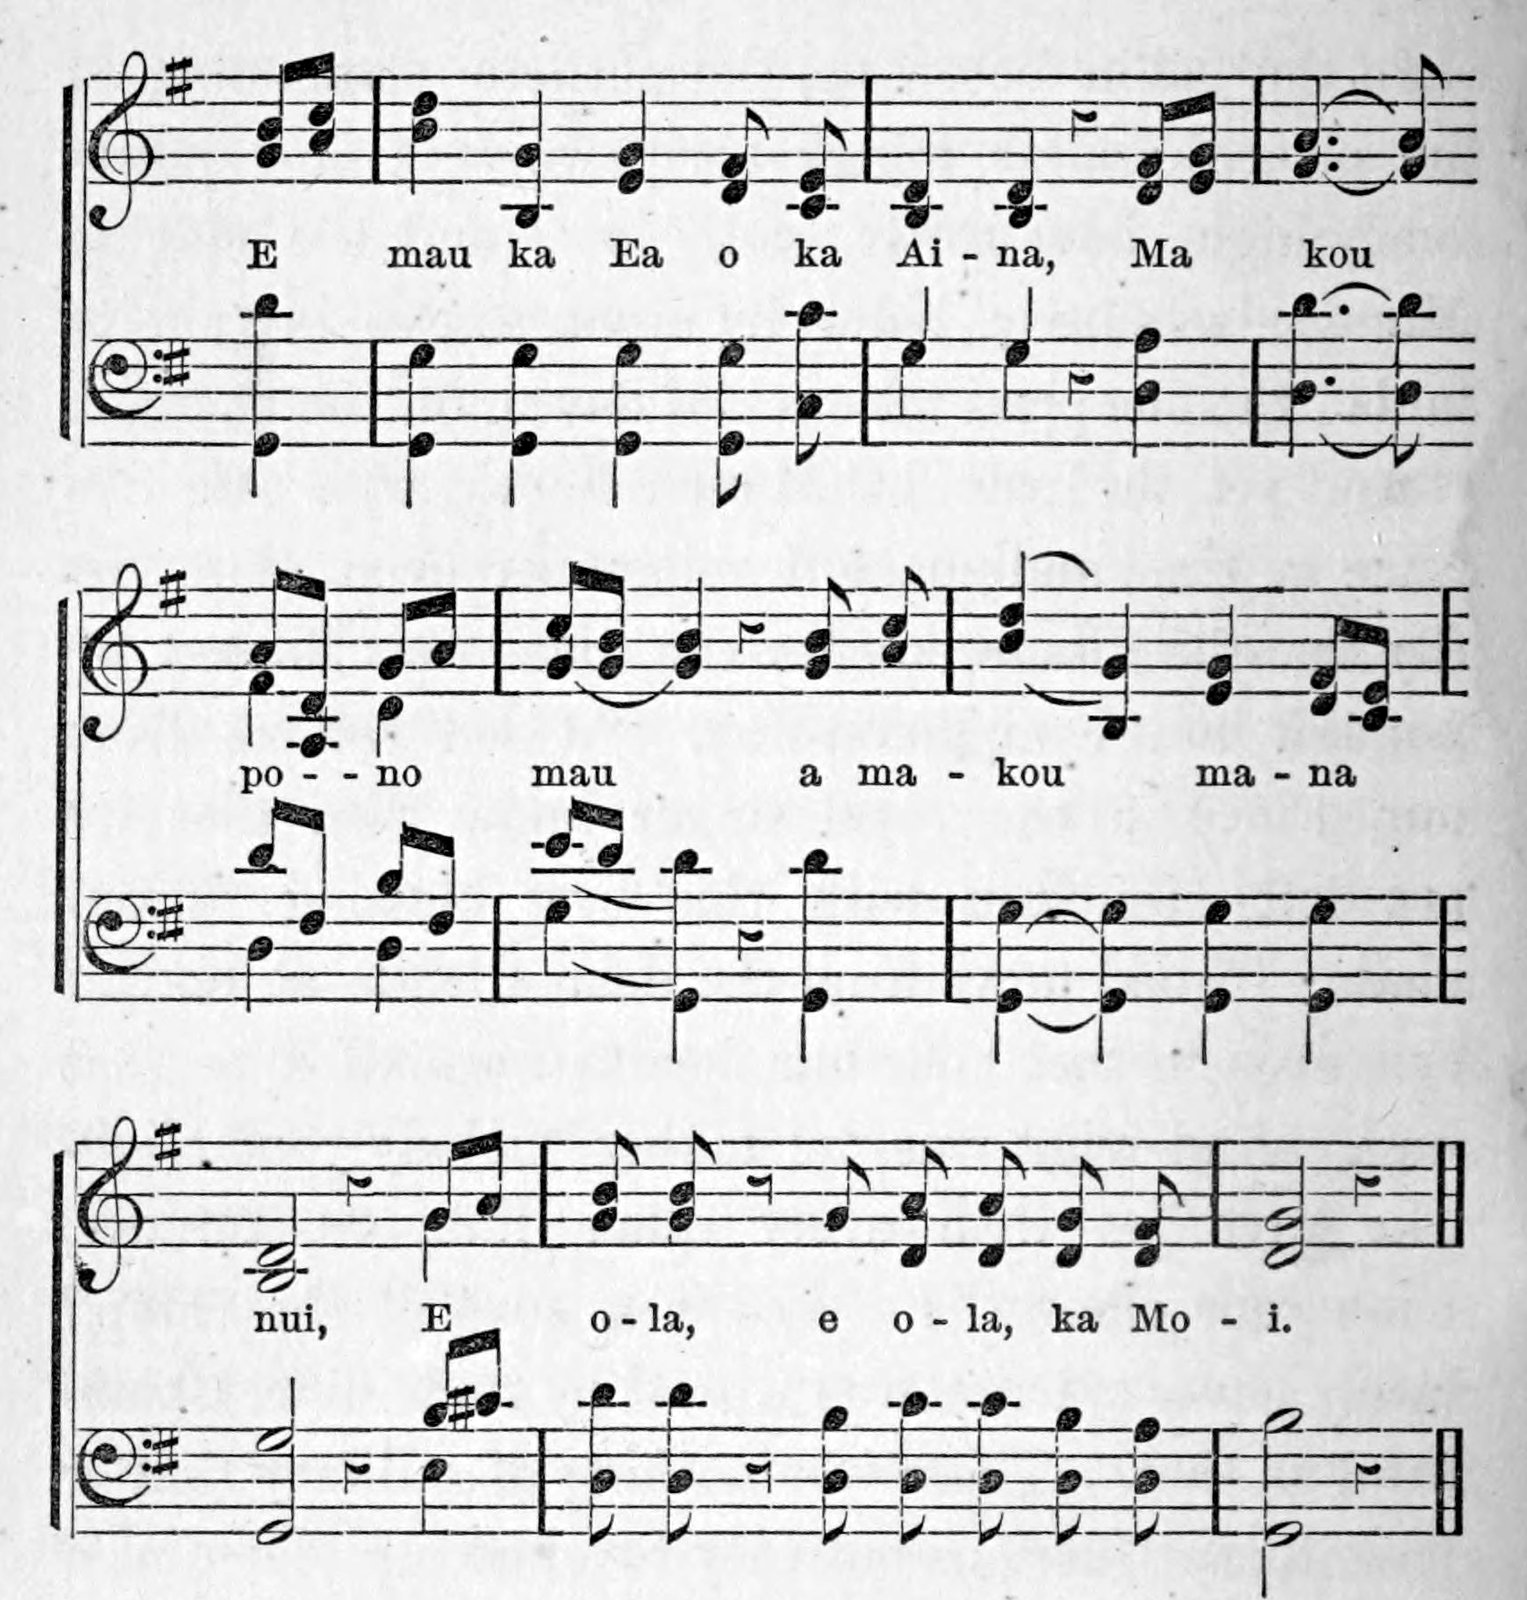 E mau ka Ea o ka Ai - na, Ma kou
po - - no mau a ma - kou ma - na
nui, E o - la, e o - la, ka Mo - i.